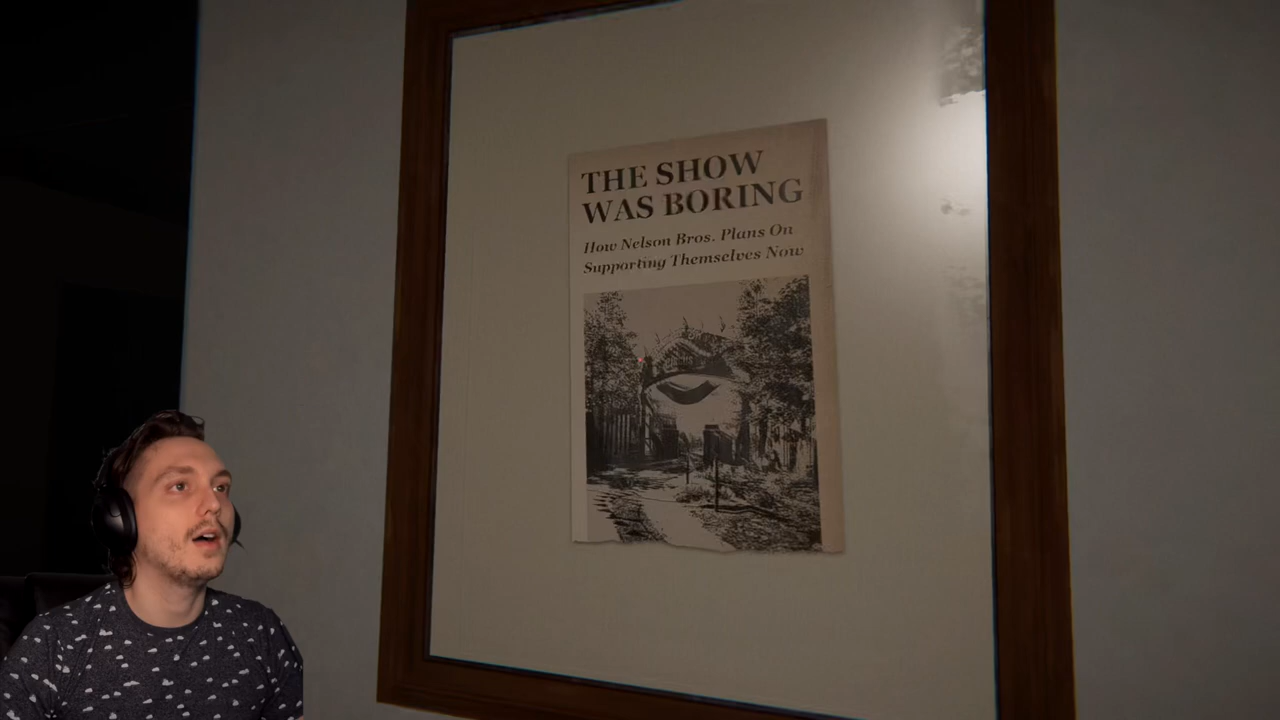 THE SHOW
WAS BORING
How Nelson Bros. Plans On
Supporting Themselves Now